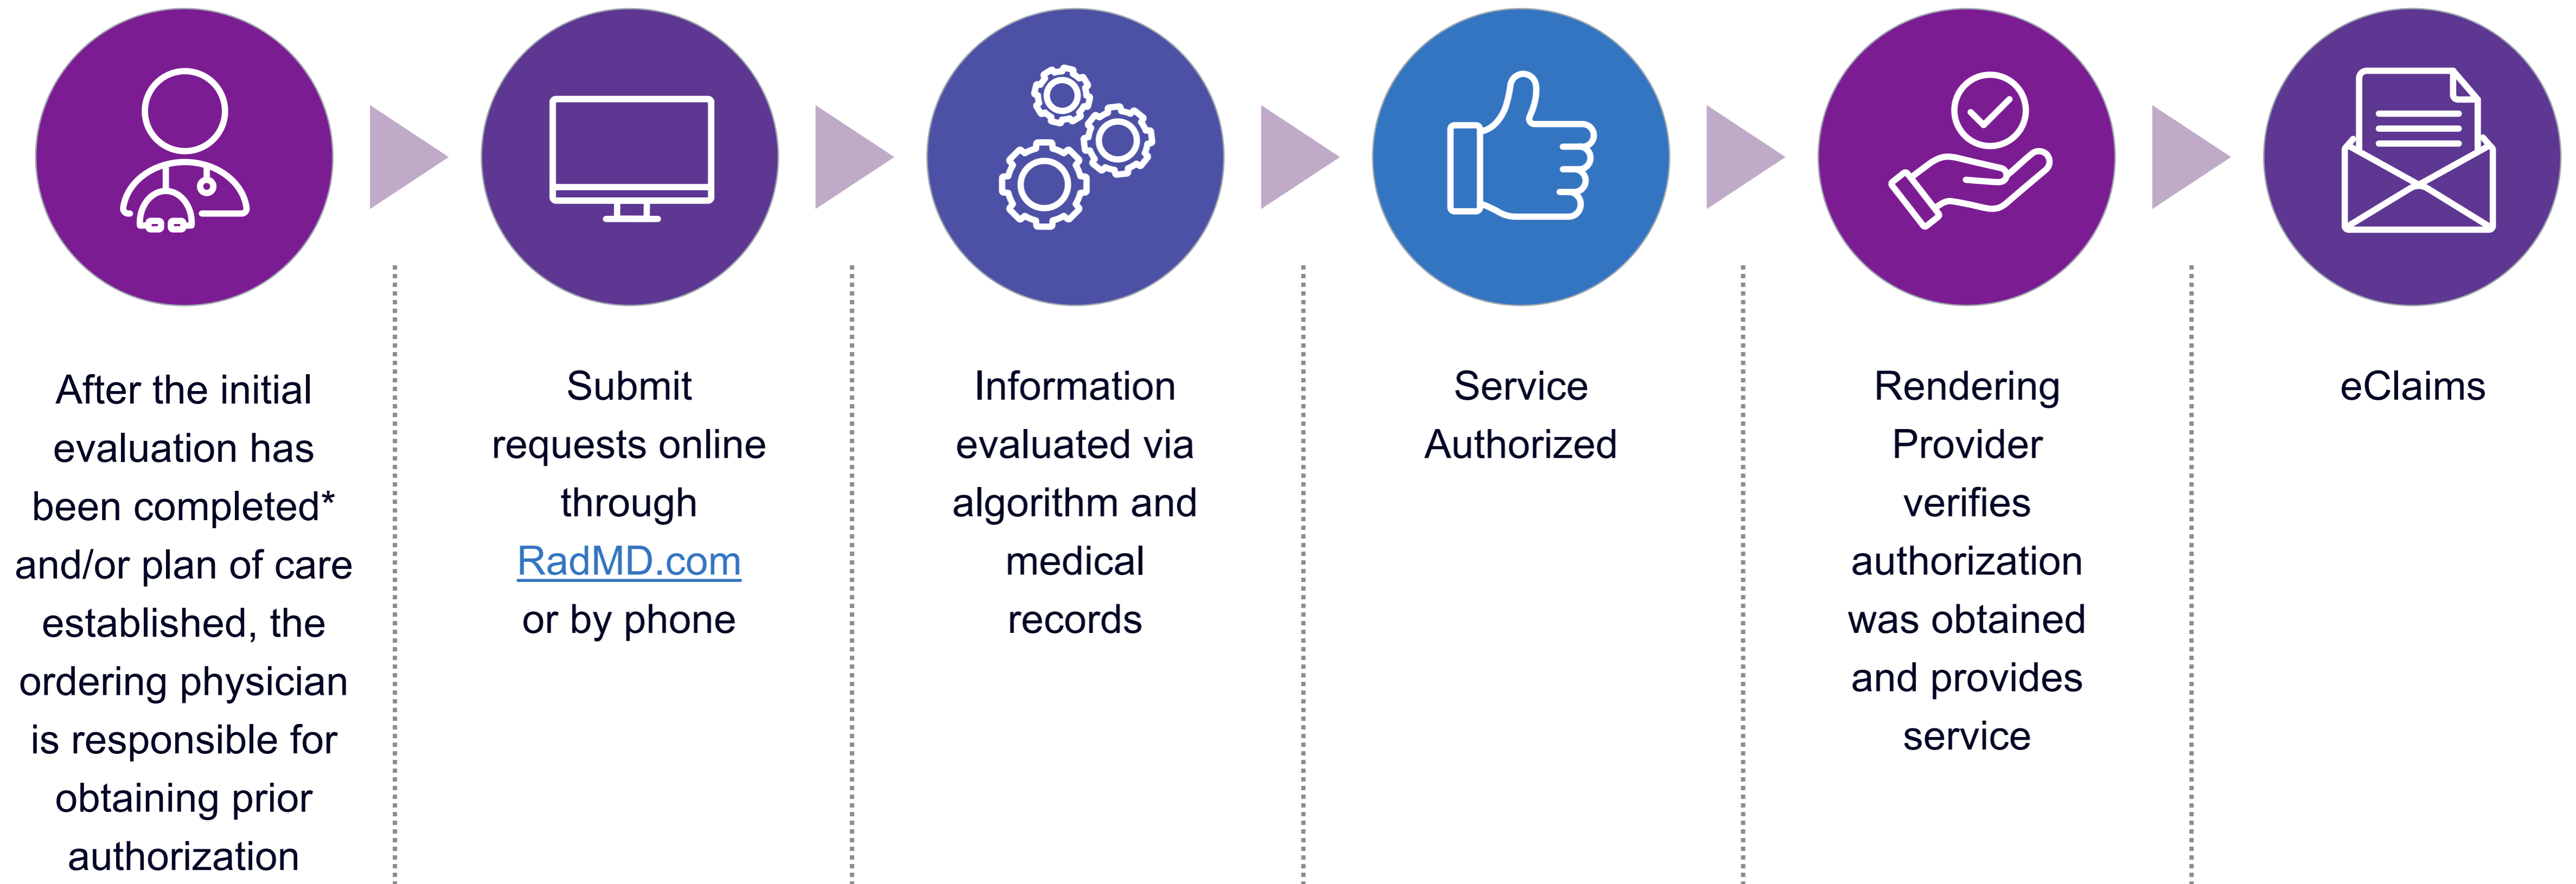 After the initial
evaluation has
been completed*
and/or plan of care
established, the
ordering physician
is responsible for
obtaining prior
authorization
Submit
requests online
through
RadMD.com
or by phone
Information
evaluated via
algorithm and
medical
records
Service
Authorized
Rendering
Provider
verifies
authorization
was obtained
and provides
service
eClaims